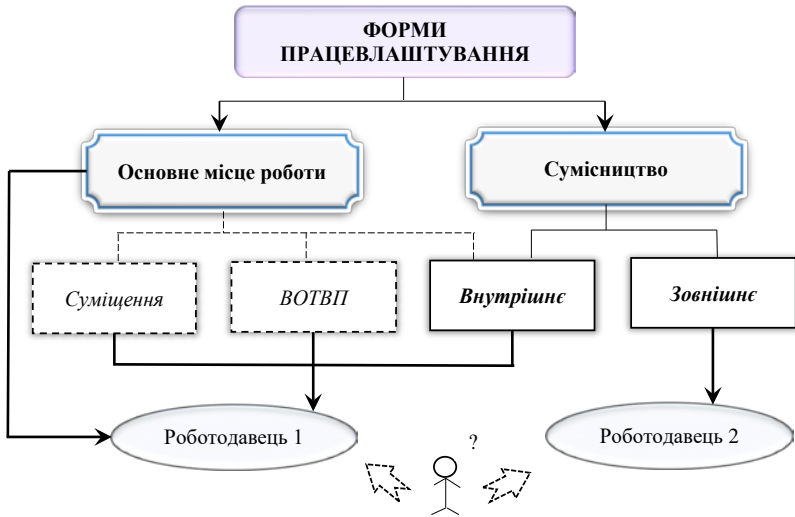 ФОРМИ
ПРАЦЕВЛАШТУВАННЯ
Основне місце роботи
Сумісництво
Суміщення
ВОТВП
Внутрішнє
Зовнішнє
Роботодавець 1
?
Роботодавець 2